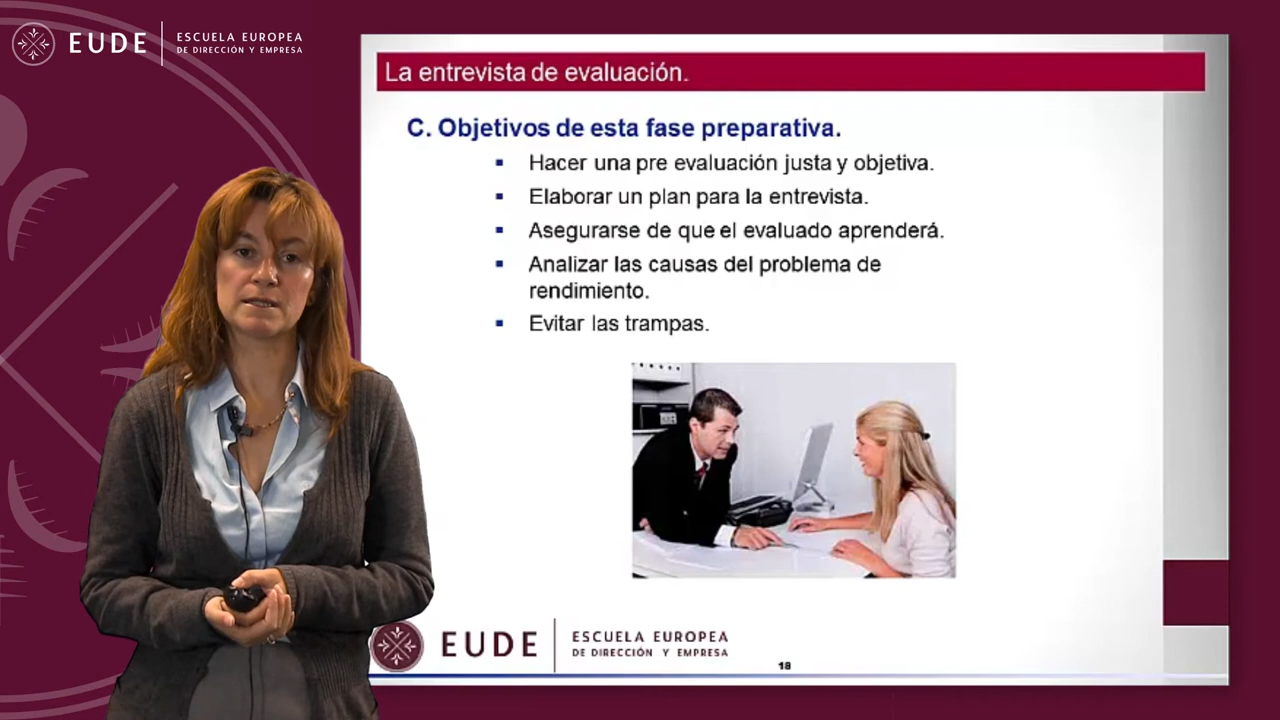 EUDE
ESCUELA EUROPEA
DE DIRECCIÓN Y EMPRESA
La entrevista de evaluación.
C. Objetivos de esta fase preparativa.
Hacer una pre evaluación justa y objetiva.
Elaborar un plan para la entrevista.
Asegurarse de que el evaluado aprenderá.
Analizar las causas del problema de
rendimiento.
Evitar las trampas.
EUDE
ESCUELA EUROPEA
DE DIRECCIÓN Y EMPRESA
18